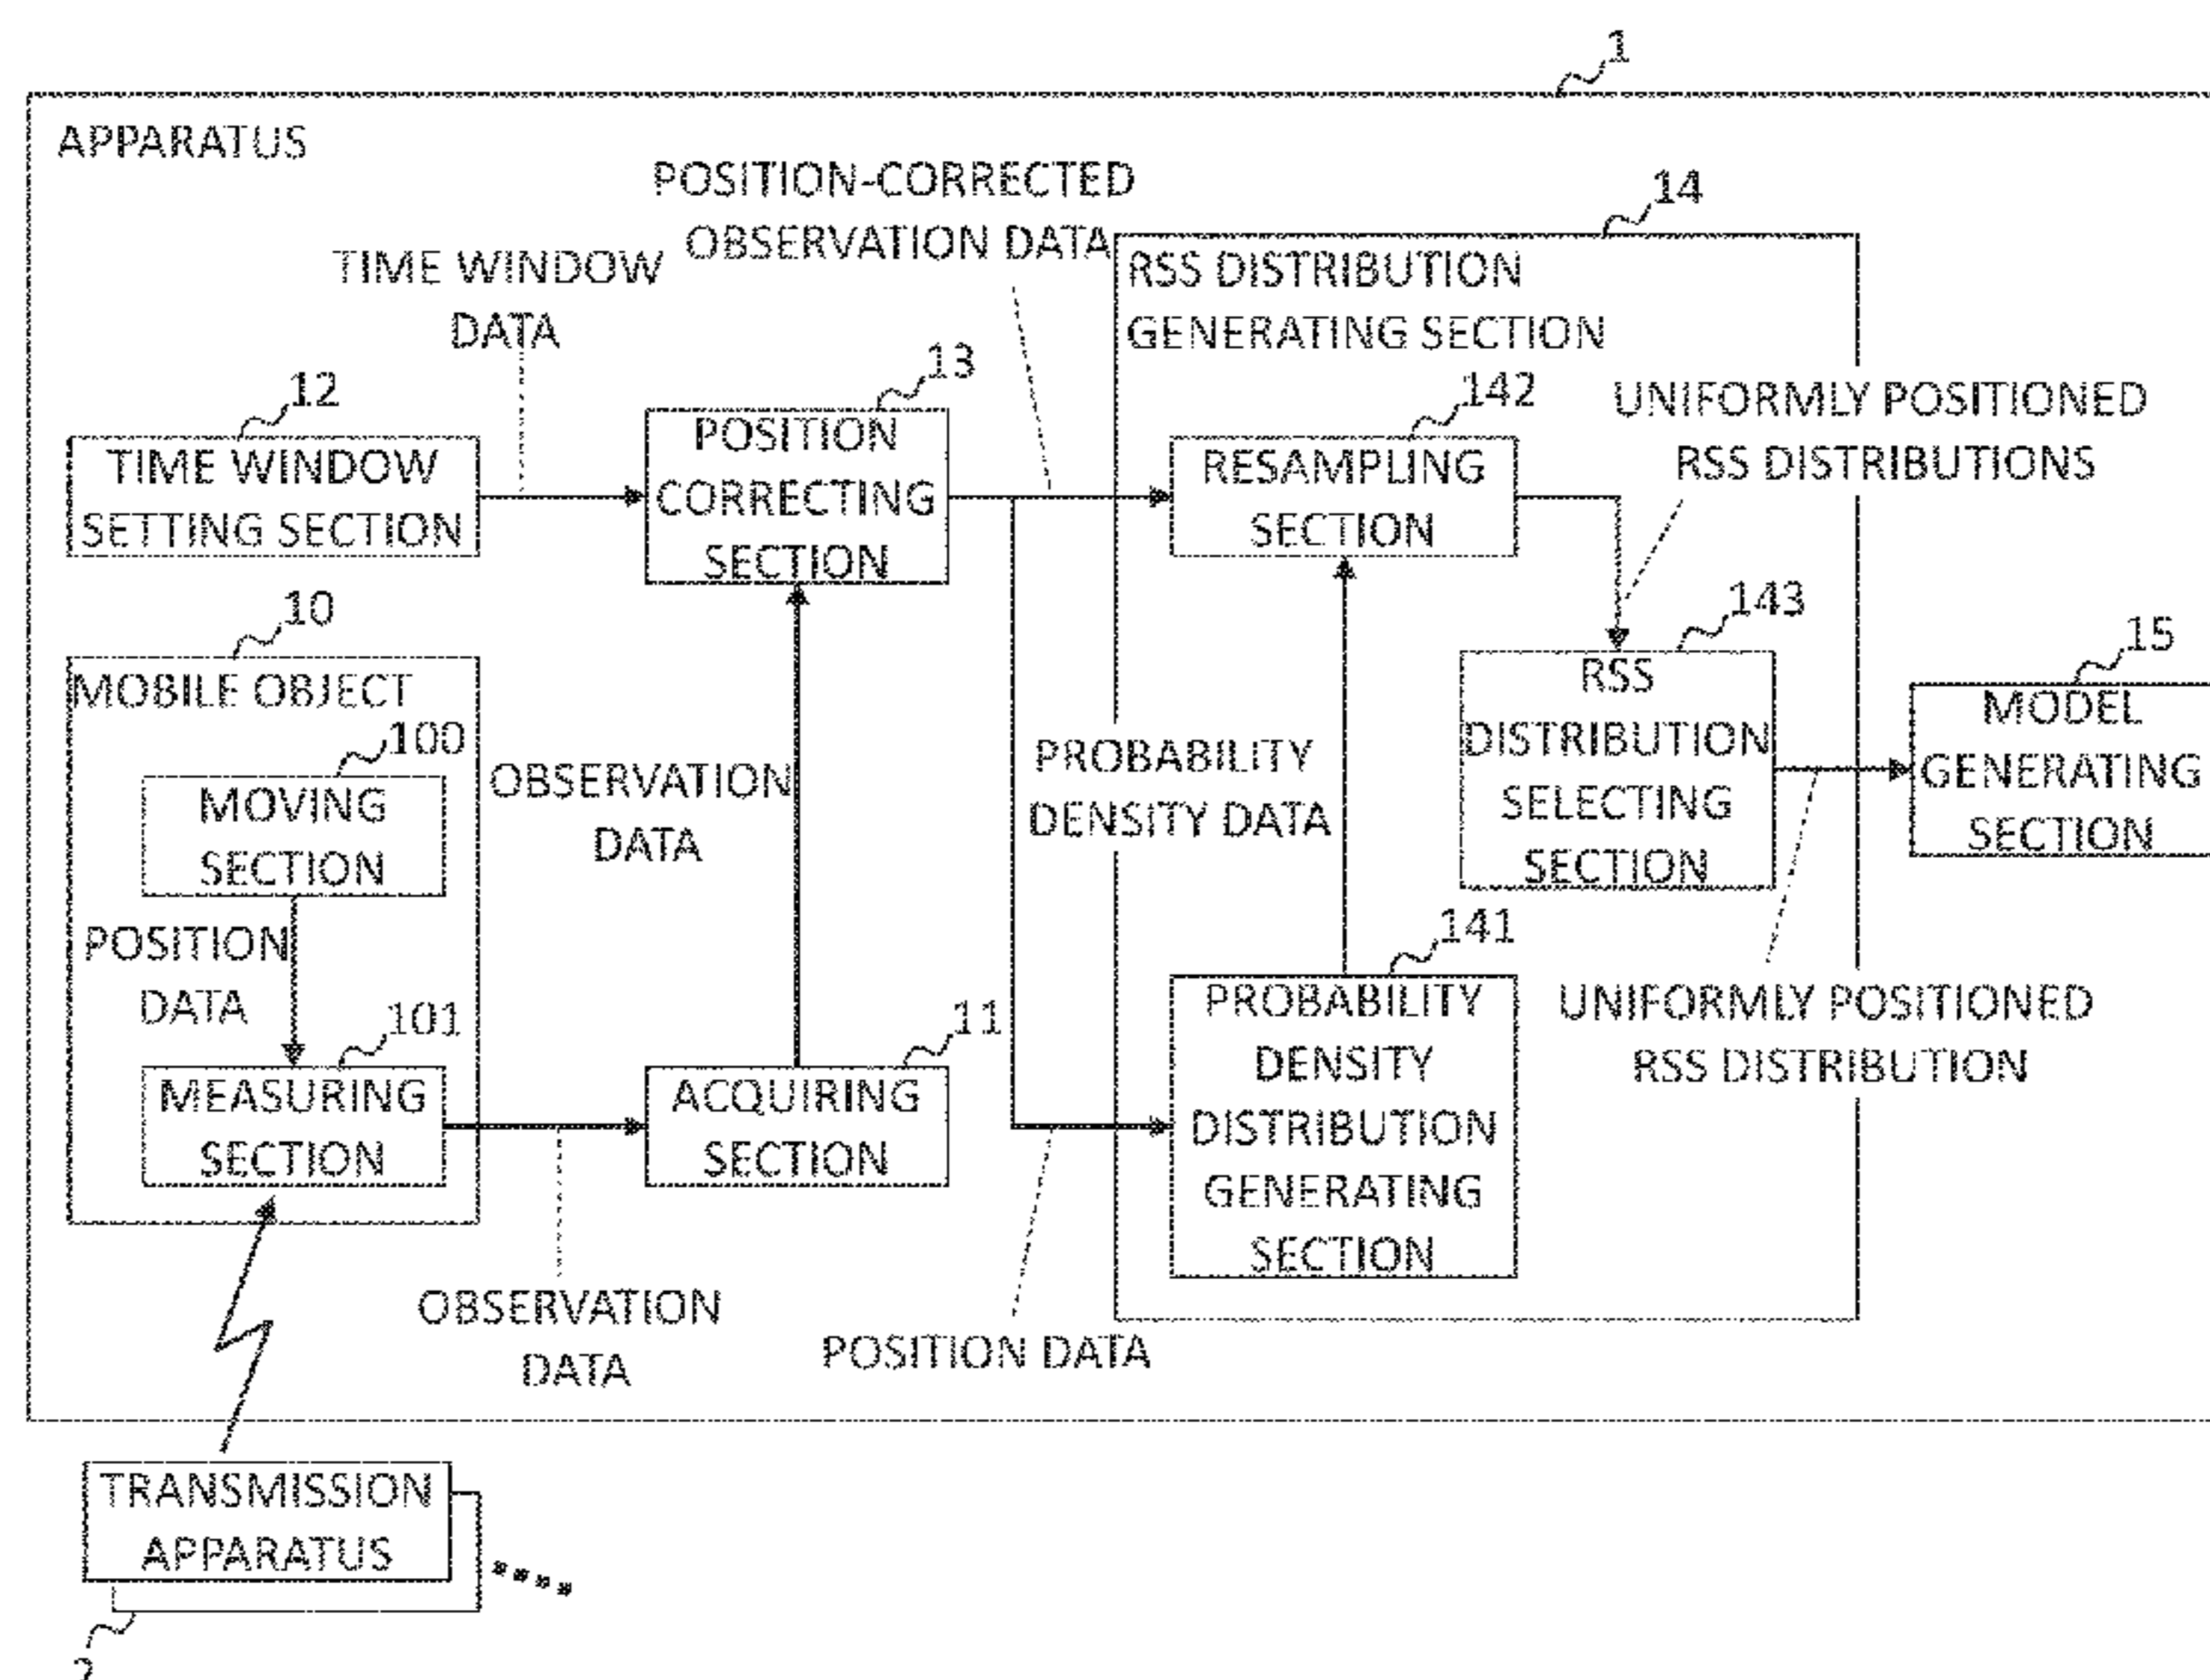 1
APPARATUS
POSITION-CORRECTED
OBSERVATION DATA
14
TIME WINDOW
DATA
RSS DISTRIBUTION
GENERATING SECTION
12
TIME WINDOW
SETTING SECTION
13
POSITION
CORRECTING
SECTION
142
RESAMPLING
SECTION
UNIFORMLY POSITIONED
RSS DISTRIBUTIONS
10
MOBILE OBJECT
100
MOVING
SECTION
POSITION
DATA
101
MEASURING
SECTION
OBSERVATION
DATA
11
ACQUIRING
SECTION
OBSERVATION
DATA
PROBABILITY
DENSITY DATA
143
RSS
DISTRIBUTION
SELECTING
SECTION
15
MODEL
GENERATING
SECTION
141
PROBABILITY
DENSITY
DISTRIBUTION
GENERATING
SECTION
UNIFORMLY POSITIONED
RSS DISTRIBUTION
POSITION DATA
TRANSMISSION
APPARATUS
2